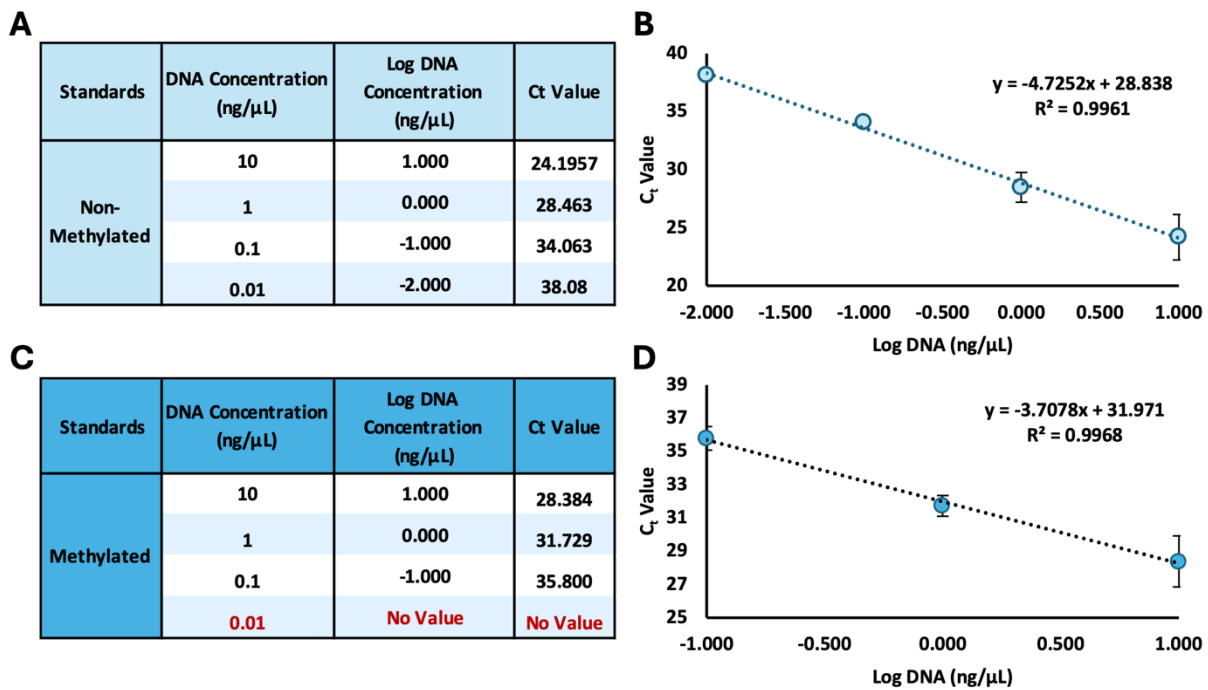 A
Standards
DNA Concentration
(ng/µL)
Log DNA
Concentration
(ng/µL)
Ct Value
Non-
Methylated
10
1.000
24.1957
1
0.000
28.463
0.1
-1.000
34.063
0.01
-2.000
38.08
B
y = -4.7252x + 28.838
R² = 0.9961
Ct Value
40
35
30
25
20
-2.000
-1.500
-1.000
-0.500
0.000
0.500
1.000
Log DNA (ng/µL)
C
Standards
DNA Concentration
(ng/µL)
Log DNA
Concentration
(ng/µL)
Ct Value
Methylated
10
1.000
28.384
1
0.000
31.729
0.1
-1.000
35.800
0.01
No Value
No Value
D
y = -3.7078x + 31.971
R² = 0.9968
Ct Value
39
37
35
33
31
29
27
25
-1.000
-0.500
0.000
0.500
1.000
Log DNA (ng/µL)